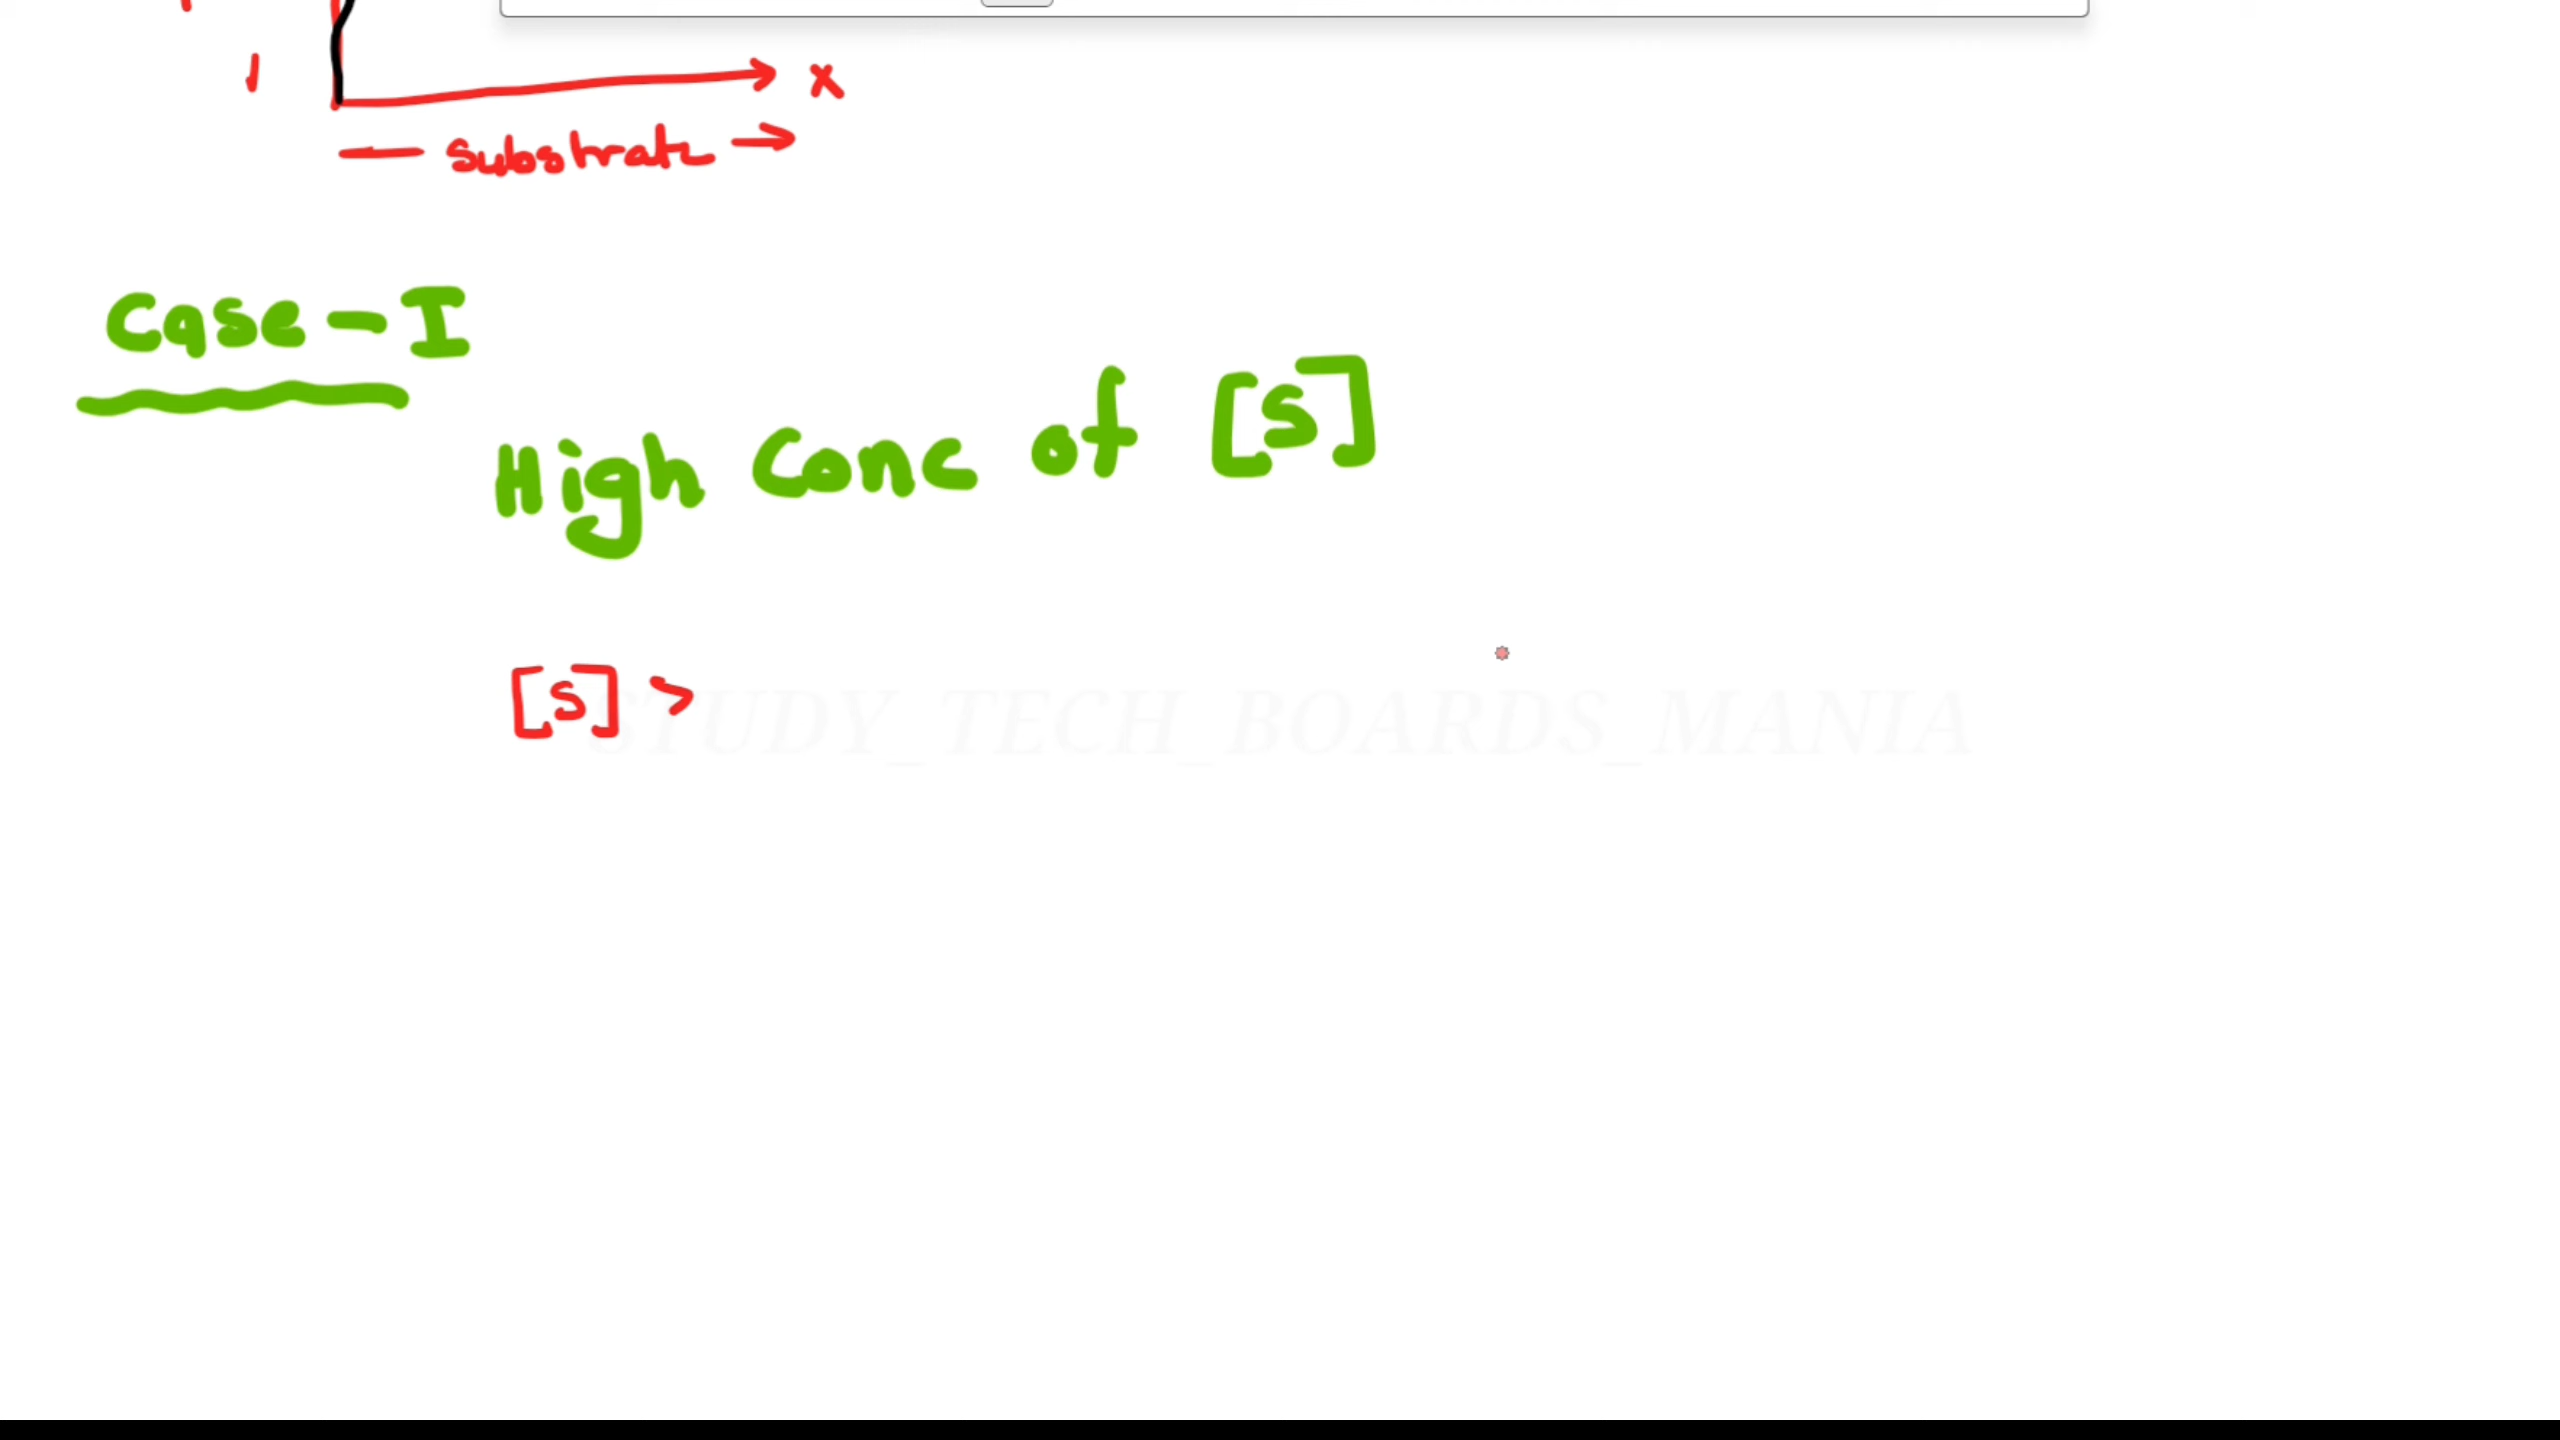 x
— substrate →
Case-I
High Conc of [S]
[S] >
STUDY_TECH_BOARDS_MANIA